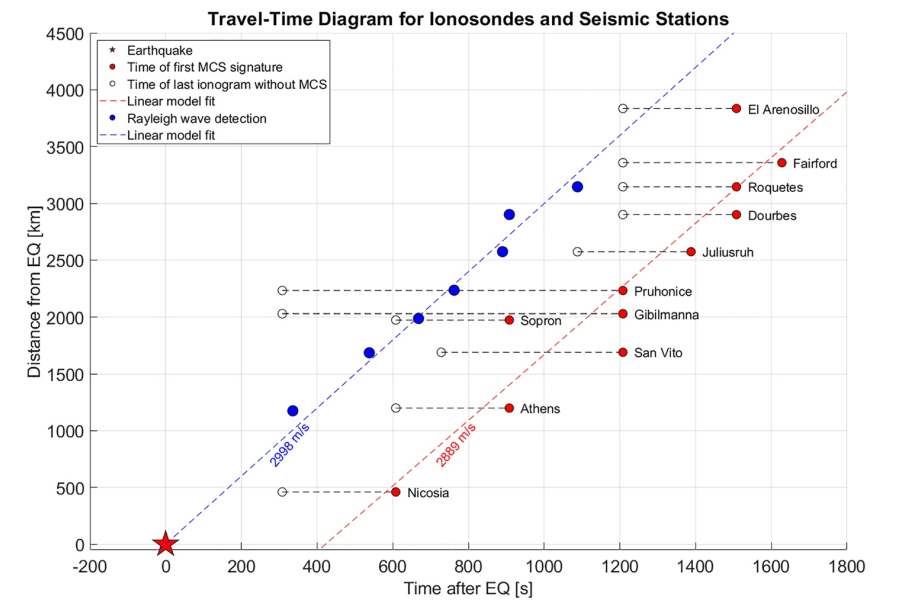 Travel-Time Diagram for Ionosondes and Seismic Stations
4500
4000
3500
3000
2500
2000
1500
1000
500
0
Distance from EQ [km]
Earthquake
Time of first MCS signature
Time of last ionogram without MCS
Linear model fit
Rayleigh wave detection
Linear model fit
El Arenosillo
Fairford
Roquetes
Dourbes
Juliusruh
Pruhonice
Gibilmanna
Sopron
San Vito
Athens
2998 m/s
2889 m/s
Nicosia
-200 0 200 400 600 800 1000 1200 1400 1600 1800
Time after EQ [s]